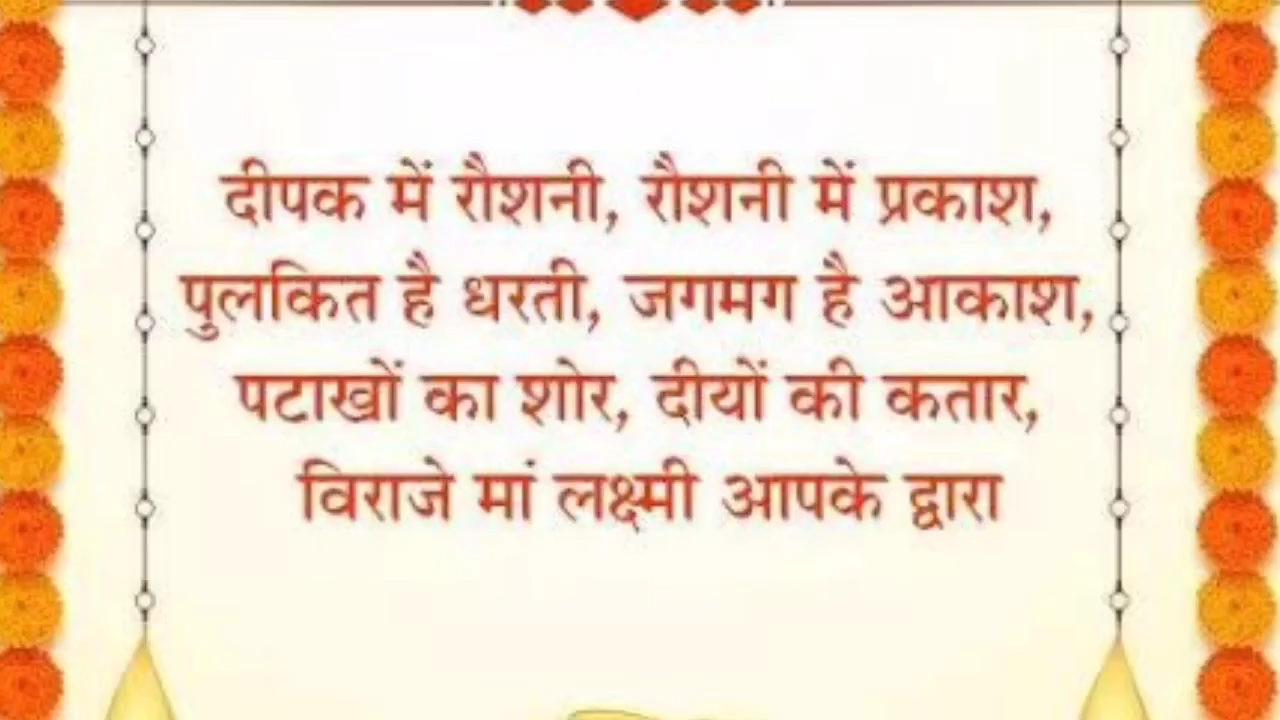 दीपक में रौशनी, रौशनी में प्रकाश,
पुलकित है धरती, जगमग है आकाश,
पटाखों का शोर, दीयों की कतार,
विराजे मां लक्ष्मी आपके द्वारा